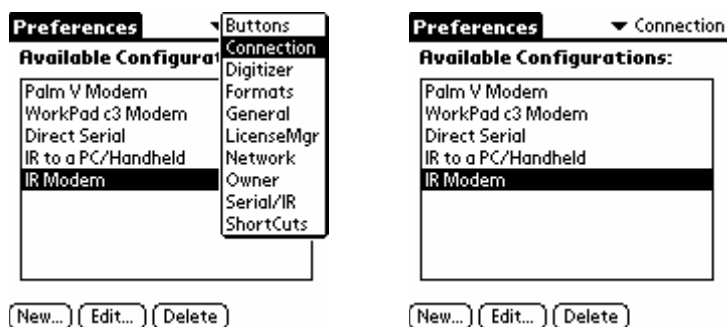 Preferences
Available Configurat
Palm V Modem
WorkPad c3 Modem
Direct Serial
IR to a PC/Handheld
IR Modem
Buttons
Connection
Digitizer
Formats
General
LicenseMgr
Network
Owner
Serial/IR
ShortCuts
New... Edit... Delete
Preferences Connection
Available Configurations:
Palm V Modem
WorkPad c3 Modem
Direct Serial
IR to a PC/Handheld
IR Modem
New... Edit... Delete